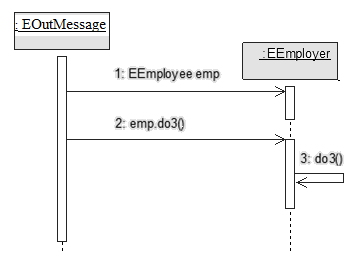 : EOutMessage
:EEmployer
1: EEmployee emp
2: emp.do3()
3: do3()